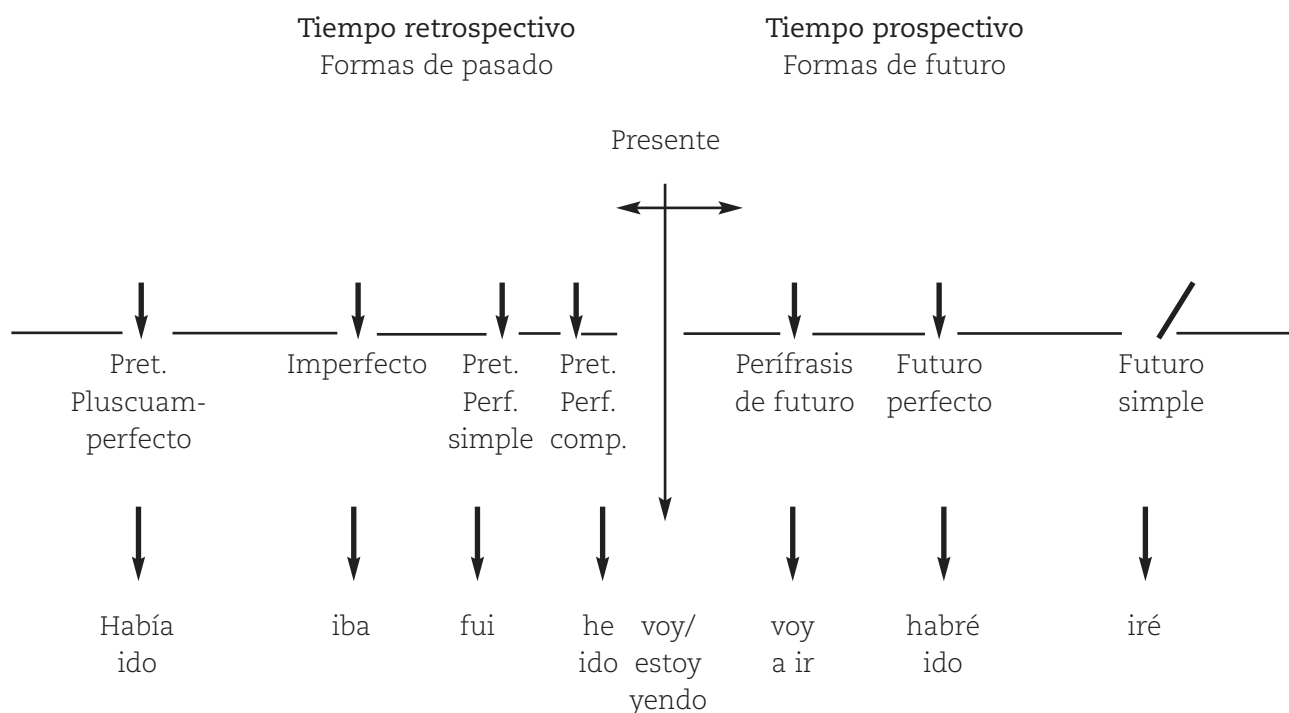 Tiempo retrospectivo
Formas de pasado
Tiempo prospectivo
Formas de futuro
Presente
Pret.
Pluscuam-
perfecto
Imperfecto
Pret.
Perf.
simple
Pret.
Perf.
comp.
Perífrasis
de futuro
Futuro
perfecto
Futuro
simple
Había
ido
iba
fui
he
ido
voy/
estoy
yendo
voy
a ir
habré
ido
iré